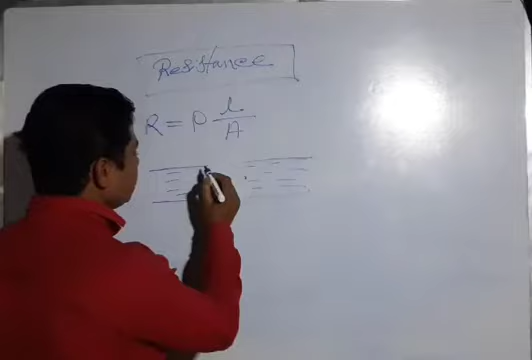 Resistance
R = ρ l/A